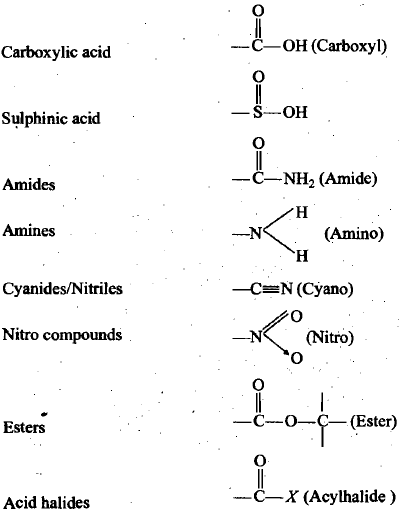 O
Carboxylic acid —C—OH (Carboxyl)
O
Sulphinic acid —S—OH
O
Amides —C—NH₂ (Amide)
H
Amines —N (Amino)
H
Cyanides/Nitriles —C≡N (Cyano)
O
Nitro compounds —N (Nitro)
O
O
Esters —C—O—C— (Ester)
O
Acid halides —C—X (Acylhalide )